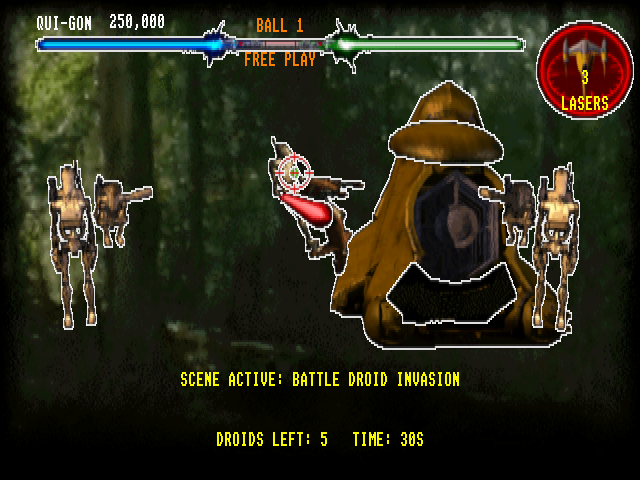 QUI-GON 250,000
BALL 1
FREE PLAY
3
LASERS
SCENE ACTIVE: BATTLE DROID INVASION
DROIDS LEFT: 5 TIME: 30S